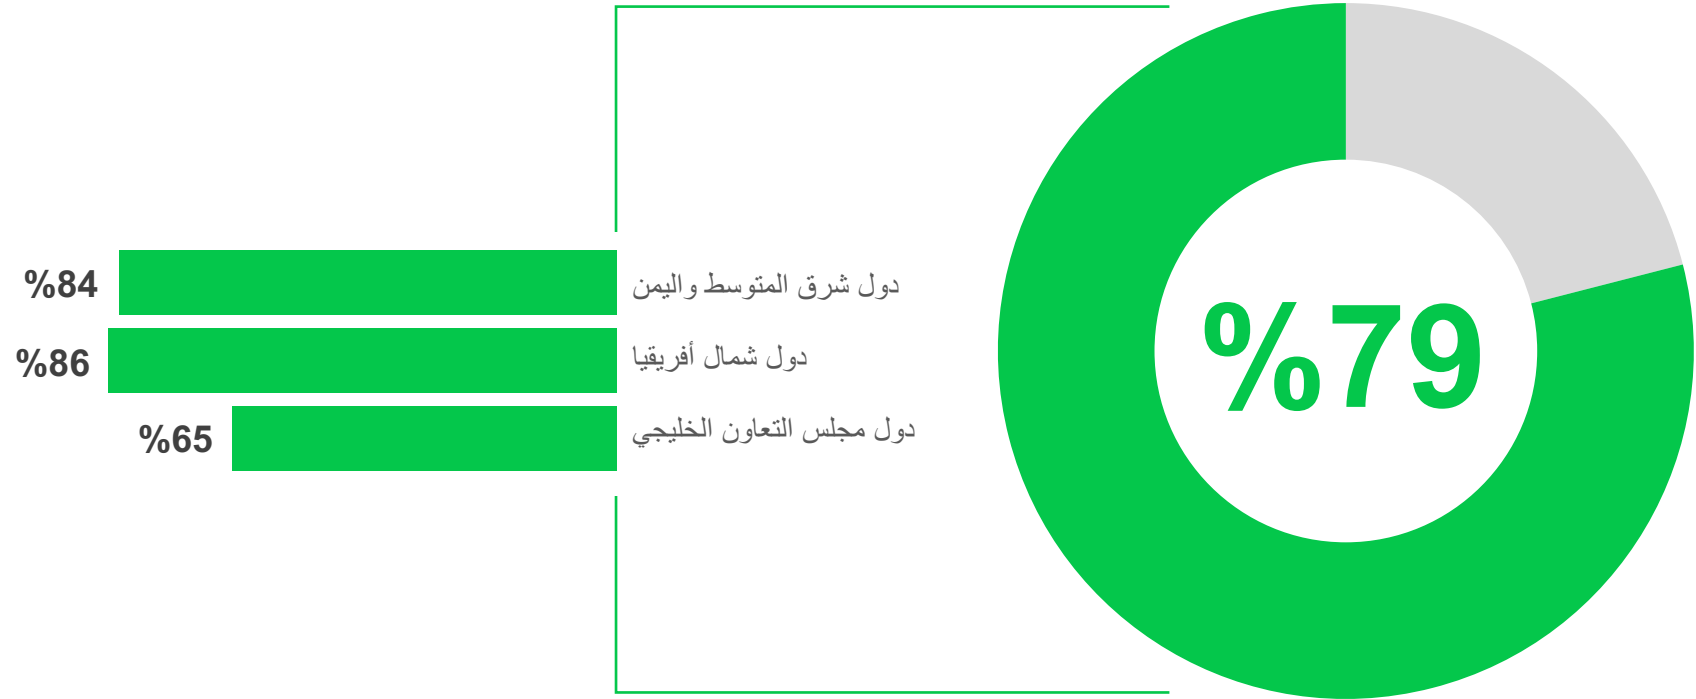 %79
دول شرق المتوسط واليمن %84
دول شمال أفريقيا %86
دول مجلس التعاون الخليجي %65